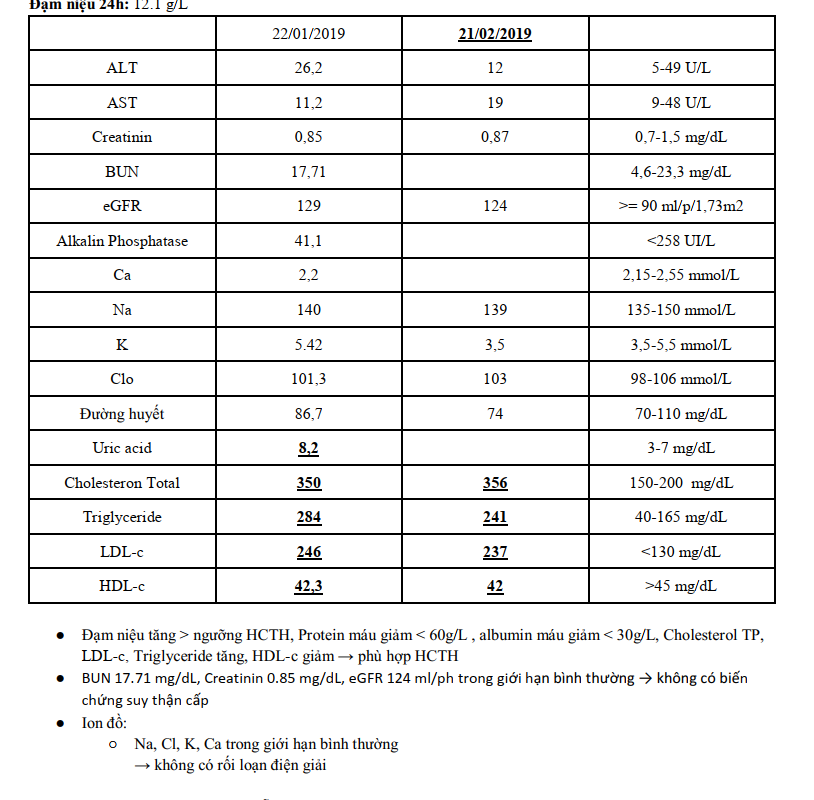 Đạm niệu 24h: 12.1 g/L
22/01/2019 21/02/2019
ALT 26,2 12 5-49 U/L
AST 11,2 19 9-48 U/L
Creatinin 0,85 0,87 0,7-1,5 mg/dL
BUN 17,71 4,6-23,3 mg/dL
eGFR 129 124 >= 90 ml/p/1,73m2
Alkalin Phosphatase 41,1 <258 UI/L
Ca 2,2 2,15-2,55 mmol/L
Na 140 139 135-150 mmol/L
K 5.42 3,5 3,5-5,5 mmol/L
Clo 101,3 103 98-106 mmol/L
Đường huyết 86,7 74 70-110 mg/dL
Uric acid 8,2 3-7 mg/dL
Cholesteron Total 350 356 150-200 mg/dL
Triglyceride 284 241 40-165 mg/dL
LDL-c 246 237 <130 mg/dL
HDL-c 42,3 42 >45 mg/dL
● Đạm niệu tăng > ngưỡng HCTH, Protein máu giảm < 60g/L , albumin máu giảm < 30g/L, Cholesterol TP,
LDL-c, Triglyceride tăng, HDL-c giảm → phù hợp HCTH
● BUN 17.71 mg/dL, Creatinin 0.85 mg/dL, eGFR 124 ml/ph trong giới hạn bình thường → không có biến
chứng suy thận cấp
● Ion đồ:
○ Na, Cl, K, Ca trong giới hạn bình thường
→ không có rối loạn điện giải